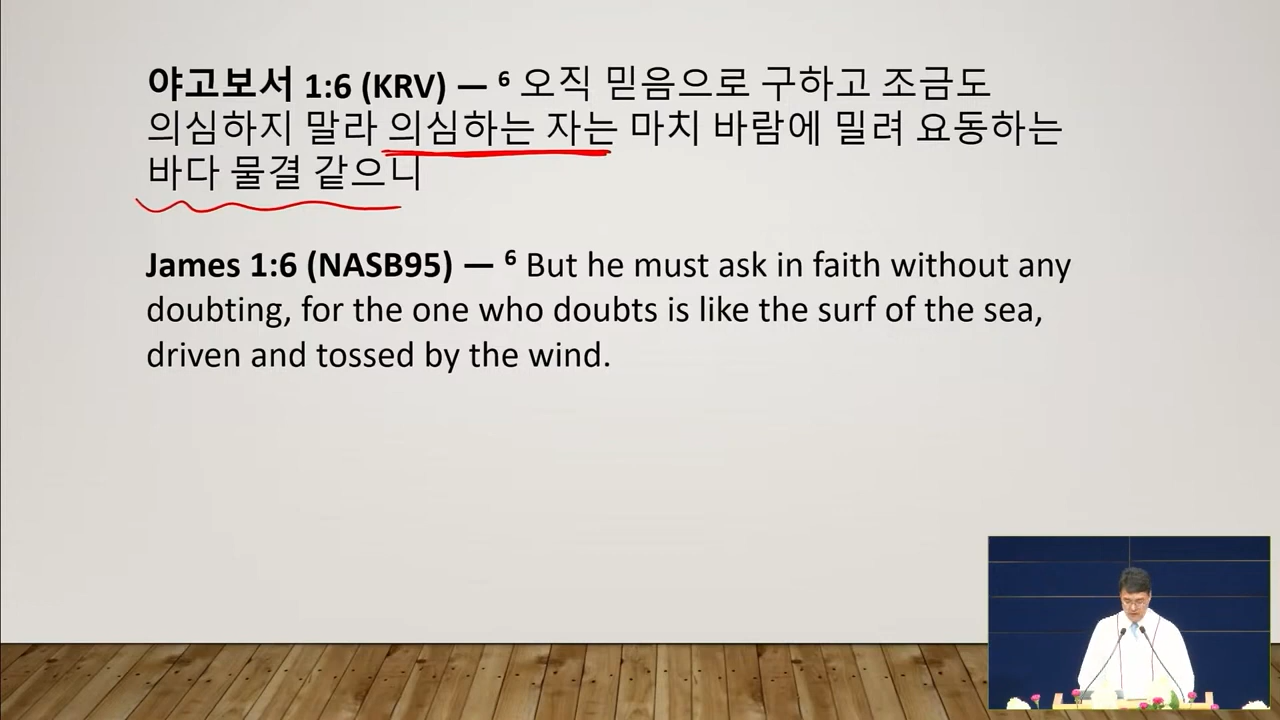 야고보서 1:6 (KRV) — ⁶ 오직 믿음으로 구하고 조금도
의심하지 말라 의심하는 자는 마치 바람에 밀려 요동하는
바다 물결 같으니
James 1:6 (NASB95) — ⁶ But he must ask in faith without any
doubting, for the one who doubts is like the surf of the sea,
driven and tossed by the wind.